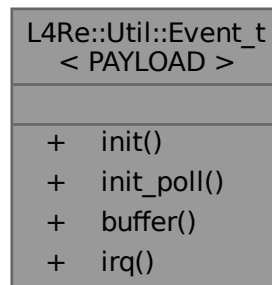 L4Re::Util::Event_t
< PAYLOAD >
+ init()
+ init_poll()
+ buffer()
+ irq()